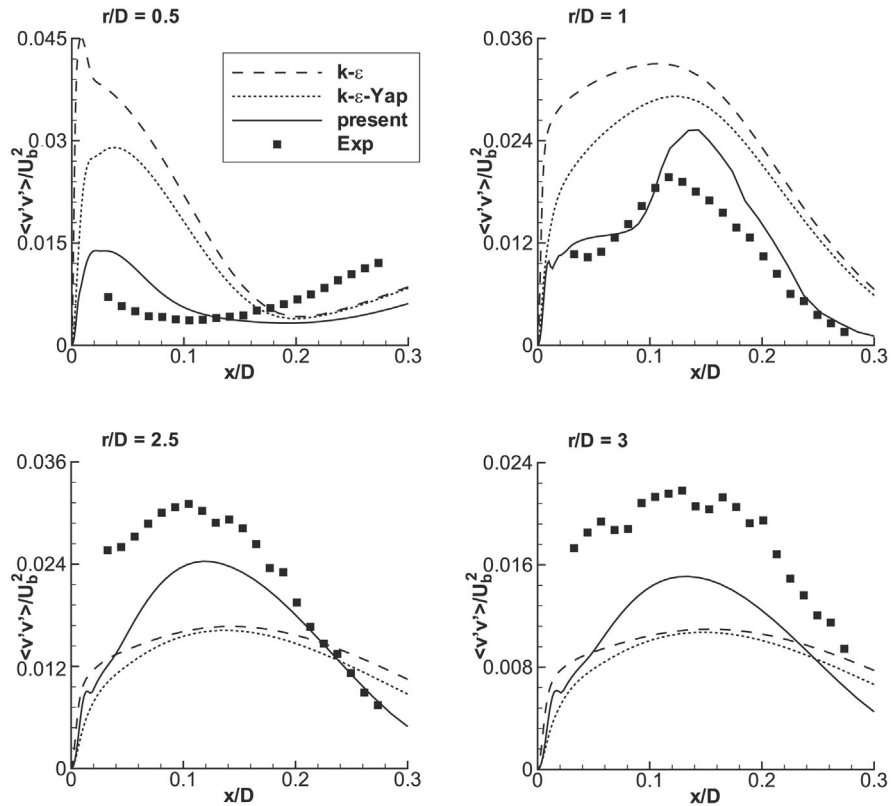 r/D = 0.5
0.045
0.03
0.015
0
<v'v'>/U_b^2
0
0.1
0.2
0.3
x/D
k-ε
k-ε-Yap
present
Exp
r/D = 1
0.036
0.024
0.012
0
<v'v'>/U_b^2
0
0.1
0.2
0.3
x/D
r/D = 2.5
0.036
0.024
0.012
0
<v'v'>/U_b^2
0
0.1
0.2
0.3
x/D
r/D = 3
0.024
0.016
0.008
0
<v'v'>/U_b^2
0
0.1
0.2
0.3
x/D